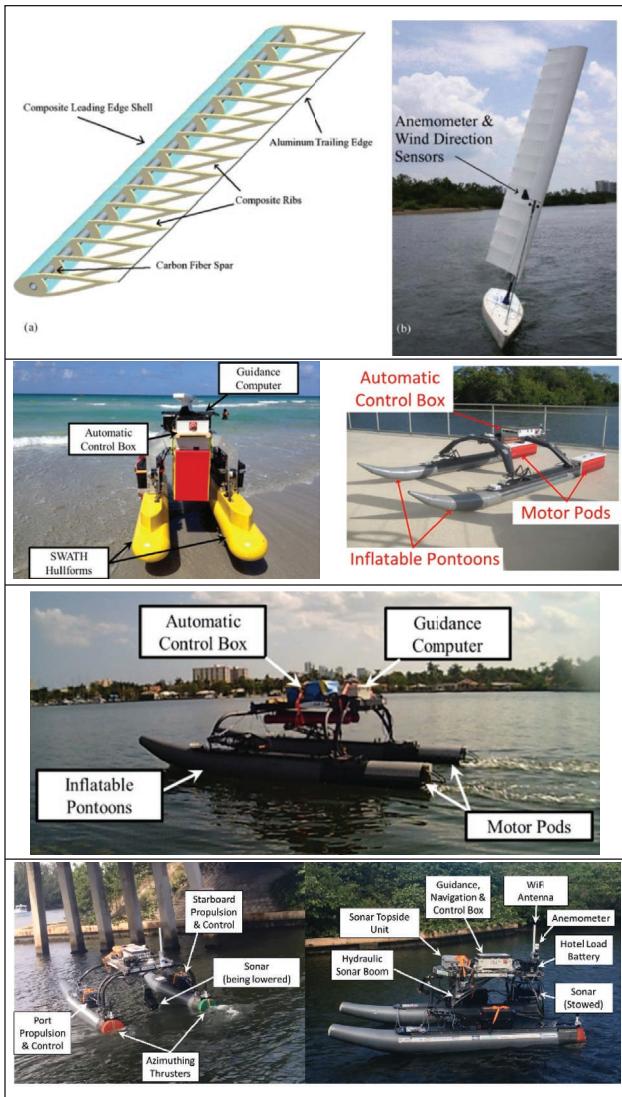 Composite Leading Edge Shell
Aluminum Trailing Edge
Composite Ribs
Carbon Fiber Spar
(a)
Anemometer &
Wind Direction
Sensors
(b)
Guidance
Computer
Automatic
Control Box
SWATH
Hullforms
Automatic
Control Box
Motor Pods
Inflatable Pontoons
Automatic
Control Box
Guidance
Computer
Inflatable
Pontoons
Motor Pods
Starboard
Propulsion
& Control
Sonar
(being lowered)
Port
Propulsion
& Control
Azimuthing
Thrusters
Guidance,
Navigation &
Control Box
WiFi
Antenna
Sonar Topside
Unit
Anemometer
Hydraulic
Sonar Boom
Hotel Load
Battery
Sonar
(Stowed)